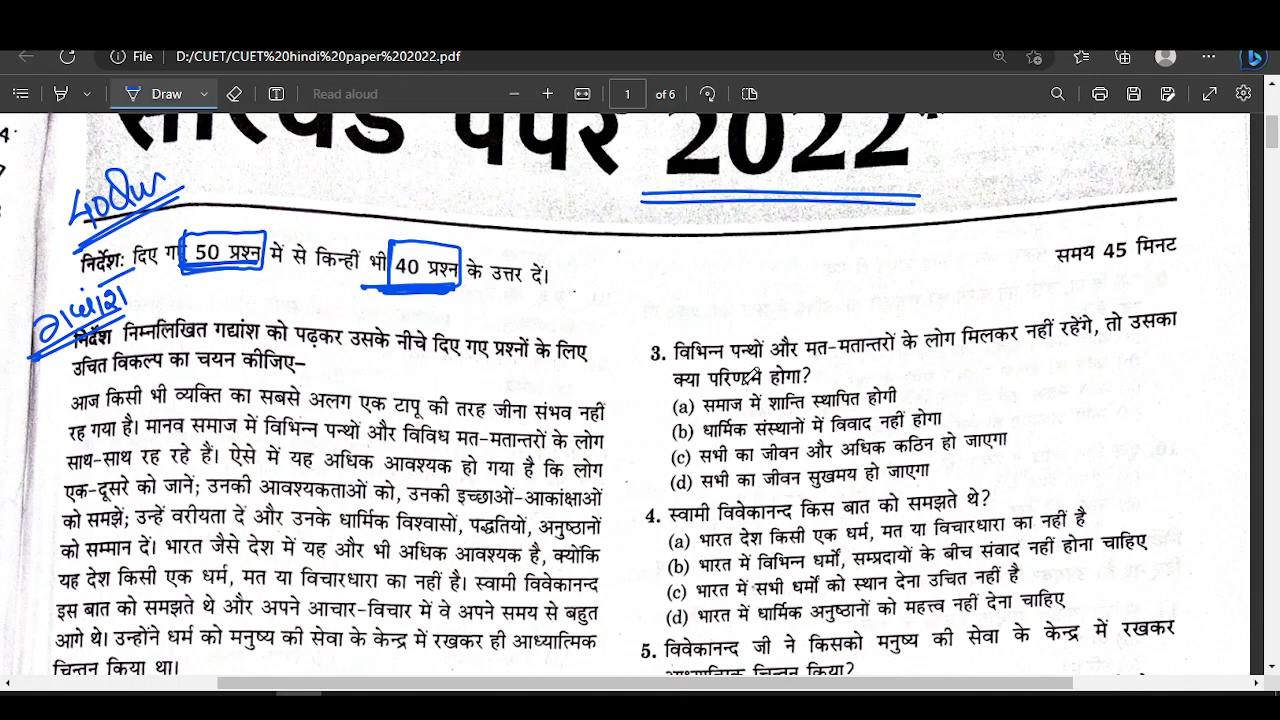 File D:/CUET/CUET%20hindi%20paper%202022.pdf
Draw Read aloud 1 of 6
सॉल्वड पेपर 2022*
निर्देशः दिए गए 50 प्रश्न में से किन्हीं भी 40 प्रश्न के उत्तर दें।
समय 45 मिनट
गद्यांश
निर्देश निम्नलिखित गद्यांश को पढ़कर उसके नीचे दिए गए प्रश्नों के लिए
उचित विकल्प का चयन कीजिए–
आज किसी भी व्यक्ति का सबसे अलग एक टापू की तरह जीना संभव नहीं
रह गया है। मानव समाज में विभिन्न पन्थों और विविध मत-मतान्तरों के लोग
साथ-साथ रह रहे हैं। ऐसे में यह अधिक आवश्यक हो गया है कि लोग
एक-दूसरे को जानें; उनकी आवश्यकताओं को, उनकी इच्छाओं-आकांक्षाओं
को समझें; उन्हें वरीयता दें और उनके धार्मिक विश्वासों, पद्धतियों, अनुष्ठानों
को सम्मान दें। भारत जैसे देश में यह और भी अधिक आवश्यक है, क्योंकि
यह देश किसी एक धर्म, मत या विचारधारा का नहीं है। स्वामी विवेकानन्द
इस बात को समझते थे और अपने आचार-विचार में वे अपने समय से बहुत
आगे थे। उन्होंने धर्म को मनुष्य की सेवा के केन्द्र में रखकर ही आध्यात्मिक
चिन्तन किया था।
3. विभिन्न पन्थों और मत-मतान्तरों के लोग मिलकर नहीं रहेंगे, तो उसका
क्या परिणाम होगा?
(a) समाज में शान्ति स्थापित होगी
(b) धार्मिक संस्थानों में विवाद नहीं होगा
(c) सभी का जीवन और अधिक कठिन हो जाएगा
(d) सभी का जीवन सुखमय हो जाएगा
4. स्वामी विवेकानन्द किस बात को समझते थे?
(a) भारत देश किसी एक धर्म, मत या विचारधारा का नहीं है
(b) भारत में विभिन्न धर्मों, सम्प्रदायों के बीच संवाद नहीं होना चाहिए
(c) भारत में सभी धर्मों को स्थान देना उचित नहीं है
(d) भारत में धार्मिक अनुष्ठानों को महत्त्व नहीं देना चाहिए
5. विवेकानन्द जी ने किसको मनुष्य की सेवा के केन्द्र में रखकर
आध्यात्मिक चिन्तन किया?